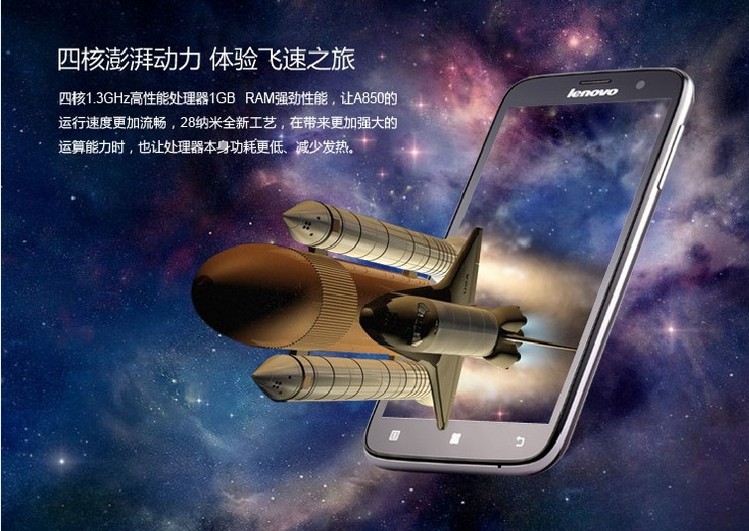 四核澎湃动力 体验飞速之旅
四核1.3GHz高性能处理器1GB RAM强劲性能，让A850的
运行速度更加流畅，28纳米全新工艺，在带来更加强大的
运算能力时，也让处理器本身功耗更低、减少发热。
lenovo